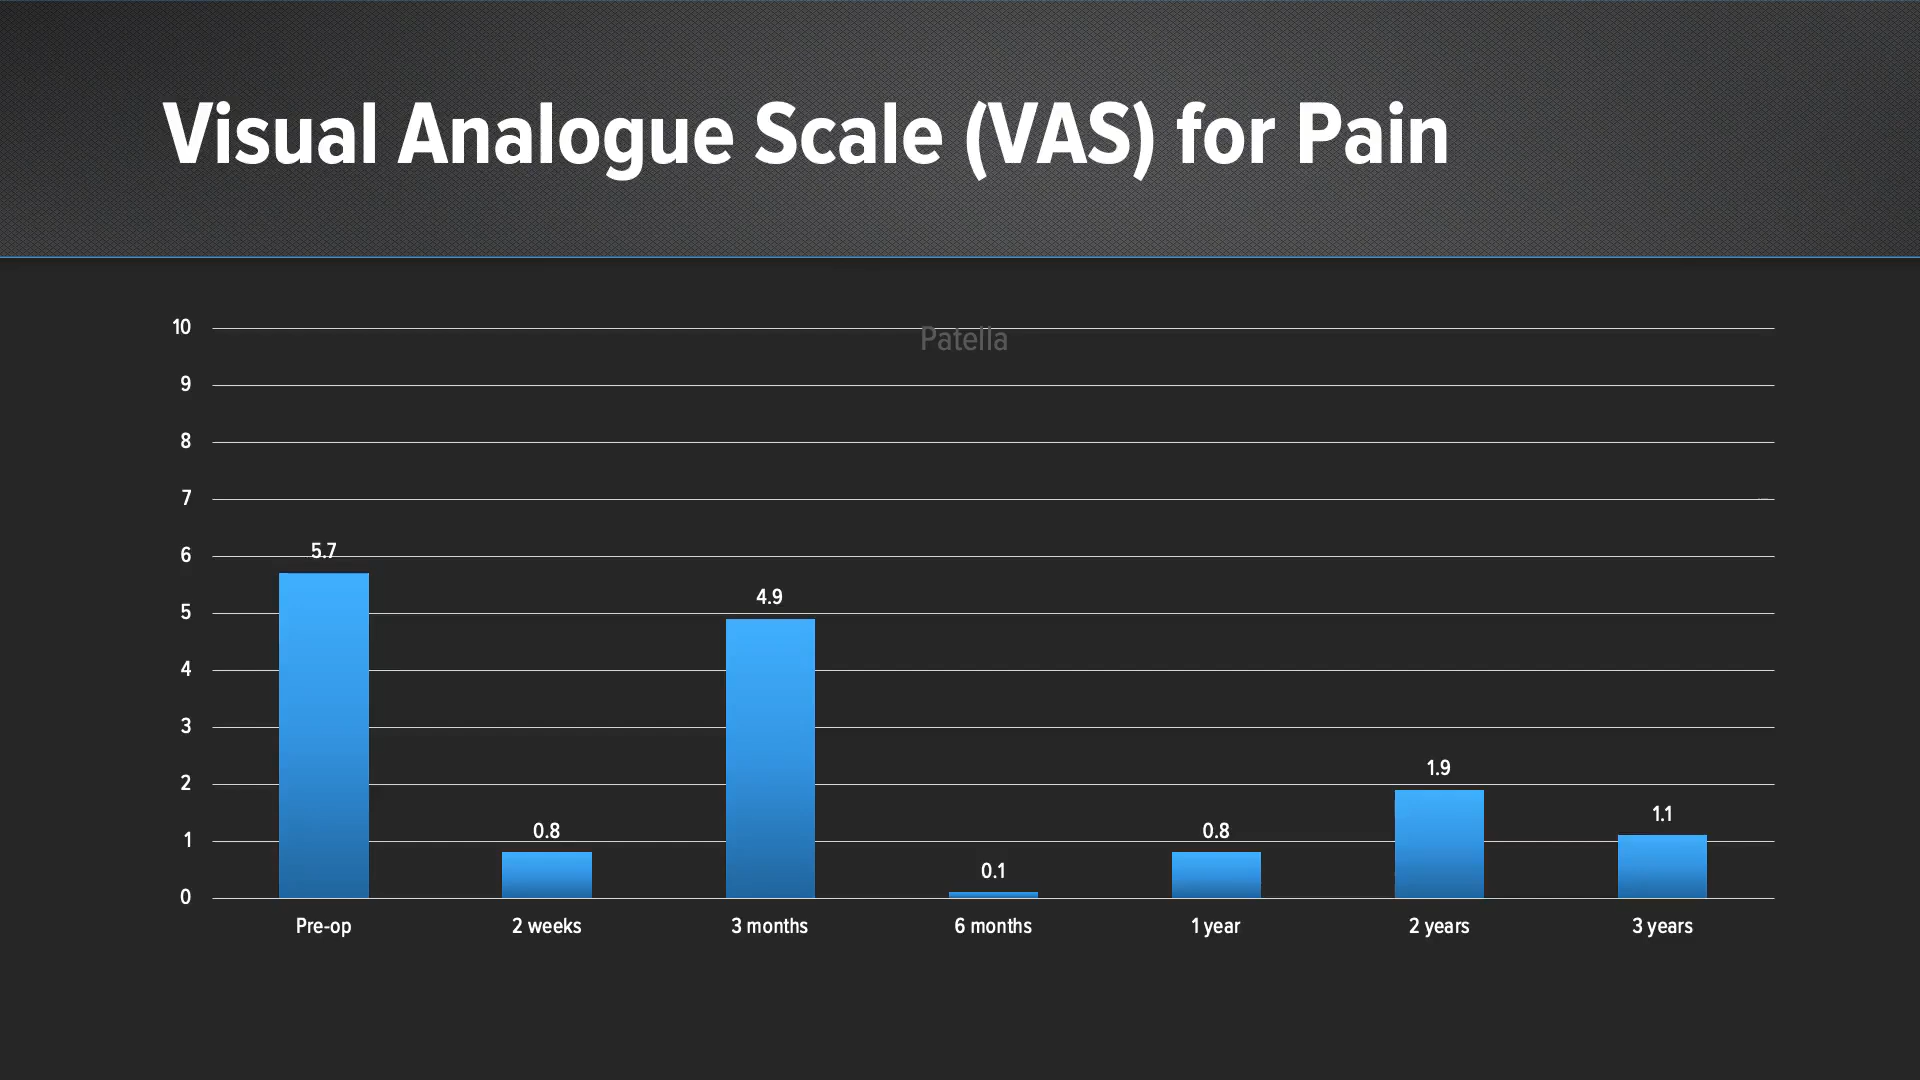 Visual Analogue Scale (VAS) for Pain
Patella
10
9
8
7
6
5
4
3
2
1
0
5.7
0.8
4.9
0.1
0.8
1.9
1.1
Pre-op
2 weeks
3 months
6 months
1 year
2 years
3 years